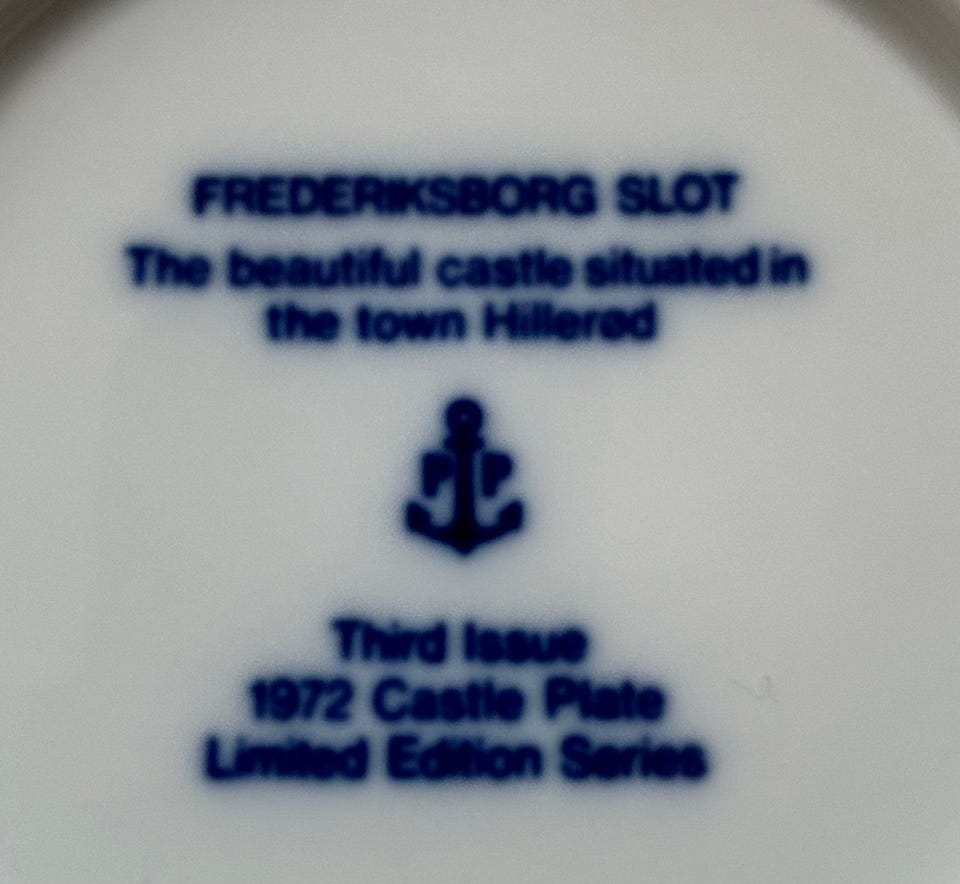 FREDERIKSBORG SLOT
The beautiful castle situated in
the town Hillerød
P P
Third Issue
1972 Castle Plate
Limited Edition Series